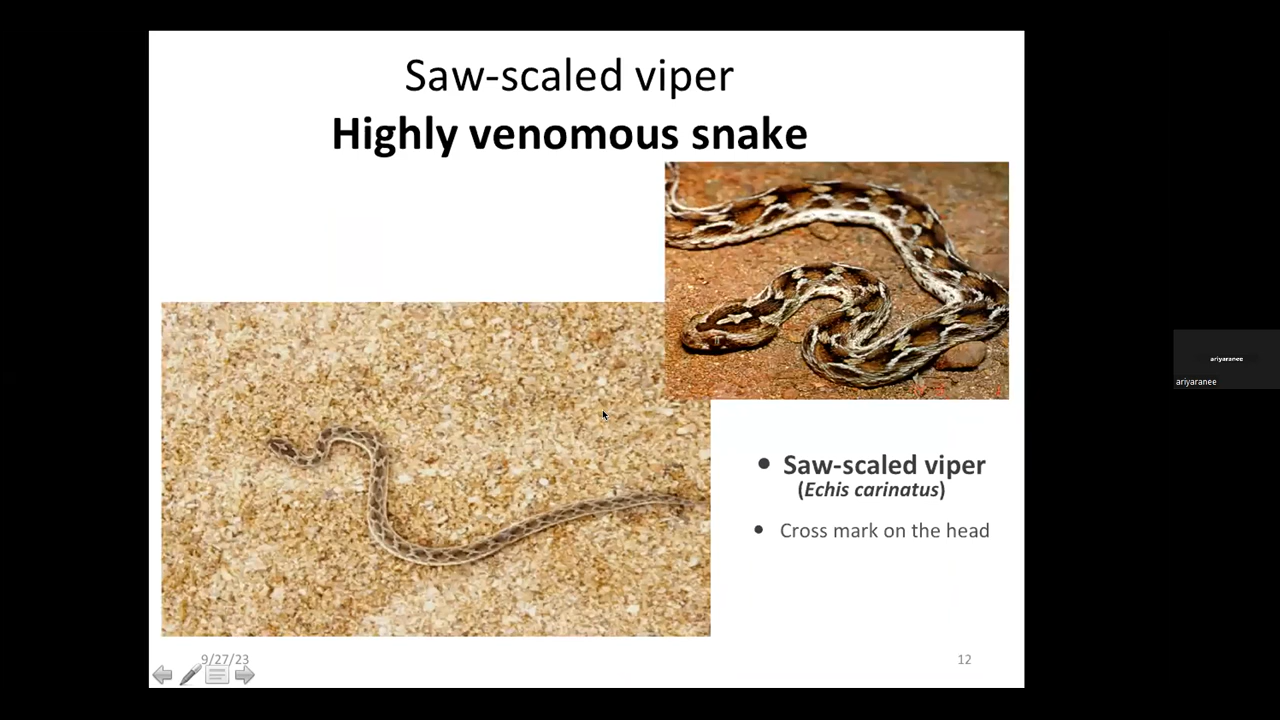 Saw-scaled viper
Highly venomous snake
• Saw-scaled viper
(Echis carinatus)
• Cross mark on the head
9/27/23
12
ariyaranee
ariyaranee